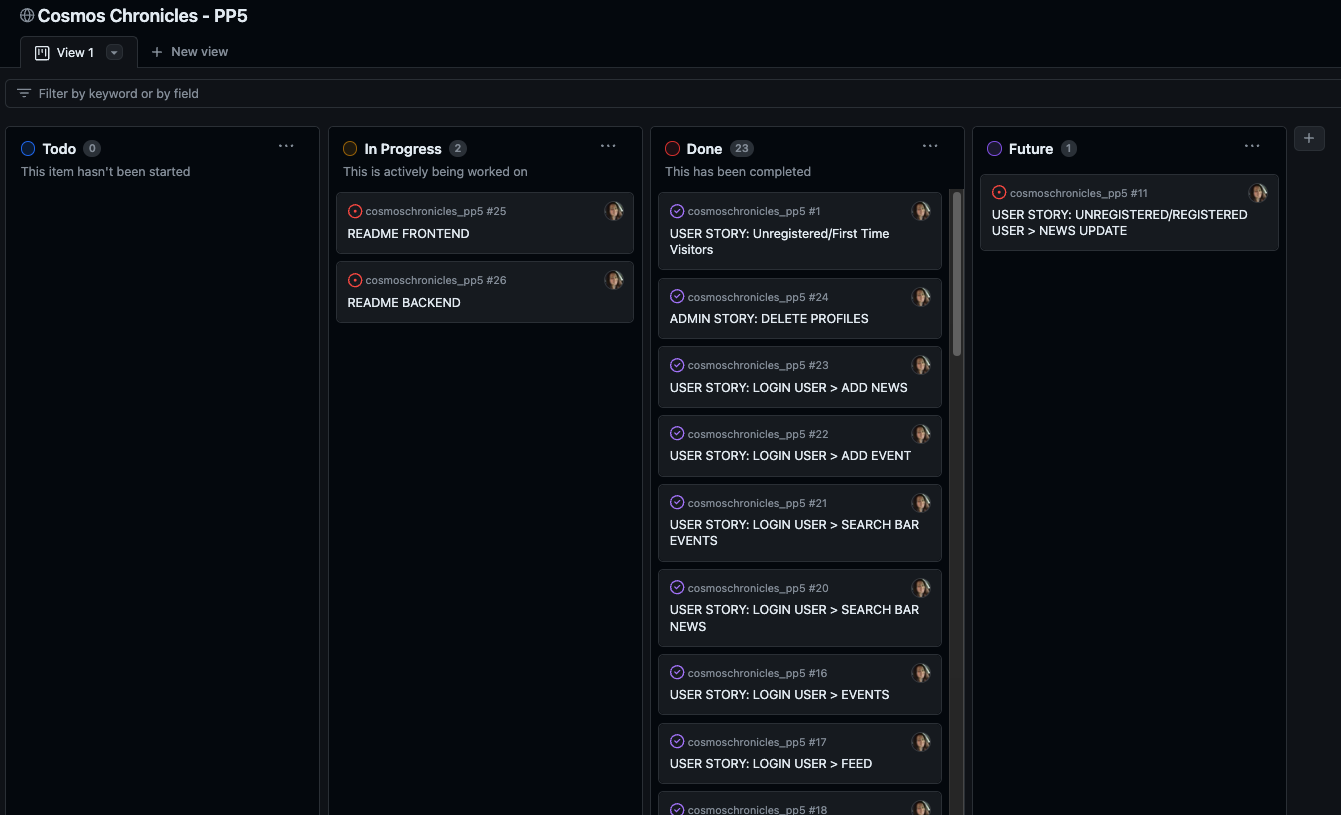 Cosmos Chronicles - PP5
View 1
New view
Filter by keyword or by field
Todo 0
This item hasn't been started
In Progress 2
This is actively being worked on
cosmoschronicles_pp5 #25
README FRONTEND
cosmoschronicles_pp5 #26
README BACKEND
Done 23
This has been completed
cosmoschronicles_pp5 #1
USER STORY: Unregistered/First Time
Visitors
cosmoschronicles_pp5 #24
ADMIN STORY: DELETE PROFILES
cosmoschronicles_pp5 #23
USER STORY: LOGIN USER > ADD NEWS
cosmoschronicles_pp5 #22
USER STORY: LOGIN USER > ADD EVENT
cosmoschronicles_pp5 #21
USER STORY: LOGIN USER > SEARCH BAR
EVENTS
cosmoschronicles_pp5 #20
USER STORY: LOGIN USER > SEARCH BAR
NEWS
cosmoschronicles_pp5 #16
USER STORY: LOGIN USER > EVENTS
cosmoschronicles_pp5 #17
USER STORY: LOGIN USER > FEED
cosmoschronicles_pp5 #18
Future 1
cosmoschronicles_pp5 #11
USER STORY: UNREGISTERED/REGISTERED
USER > NEWS UPDATE